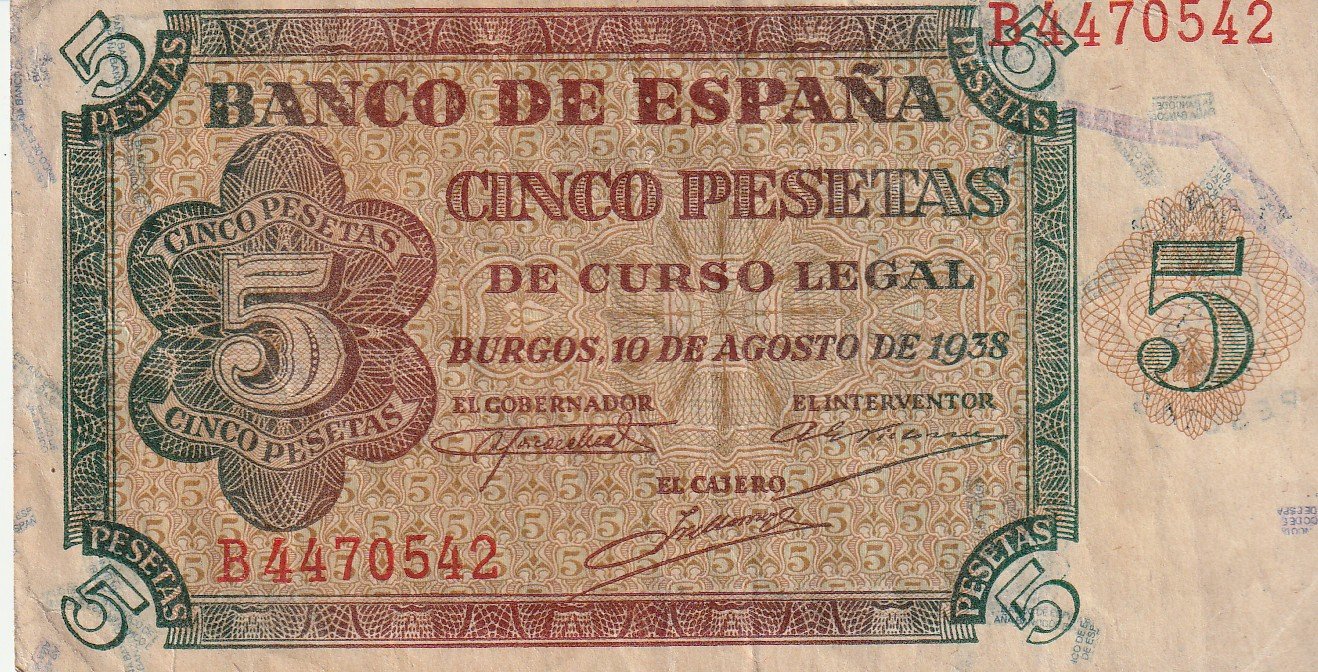 5 PESETAS
5 PESETAS
B4470542
BANCO DE ESPAÑA
CINCO PESETAS
DE CURSO LEGAL
BURGOS, 10 DE AGOSTO DE 1938
CINCO PESETAS
5
CINCO PESETAS
5
EL GOBERNADOR
EL INTERVENTOR
EL CAJERO
B4470542
PESETAS 5
PESETAS 5